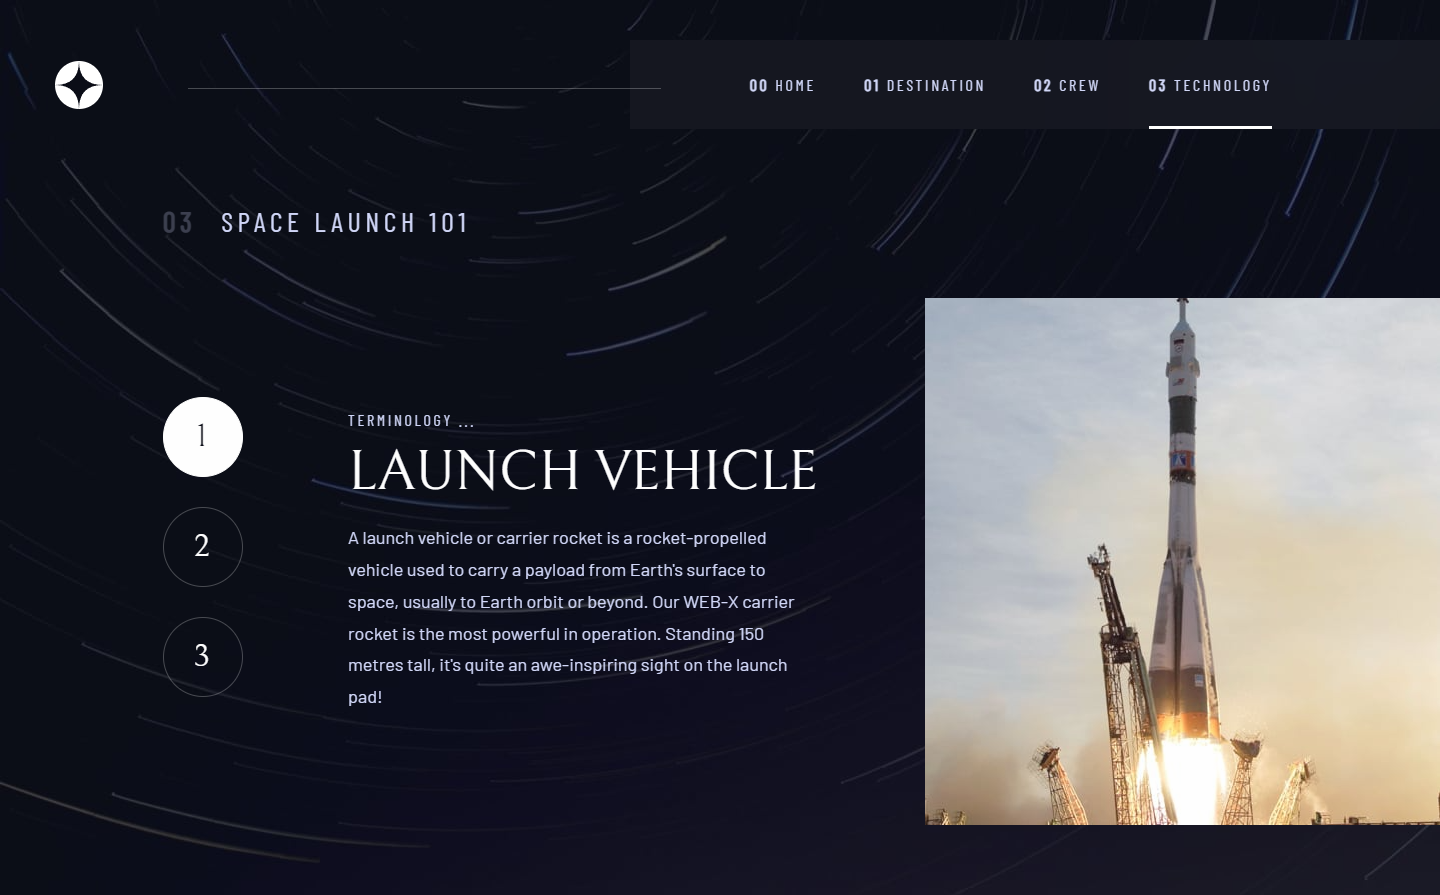 00 HOME 01 DESTINATION 02 CREW 03 TECHNOLOGY
03 SPACE LAUNCH 101
1
2
3
TERMINOLOGY ...
LAUNCH VEHICLE
A launch vehicle or carrier rocket is a rocket-propelled
vehicle used to carry a payload from Earth's surface to
space, usually to Earth orbit or beyond. Our WEB-X carrier
rocket is the most powerful in operation. Standing 150
metres tall, it's quite an awe-inspiring sight on the launch
pad!